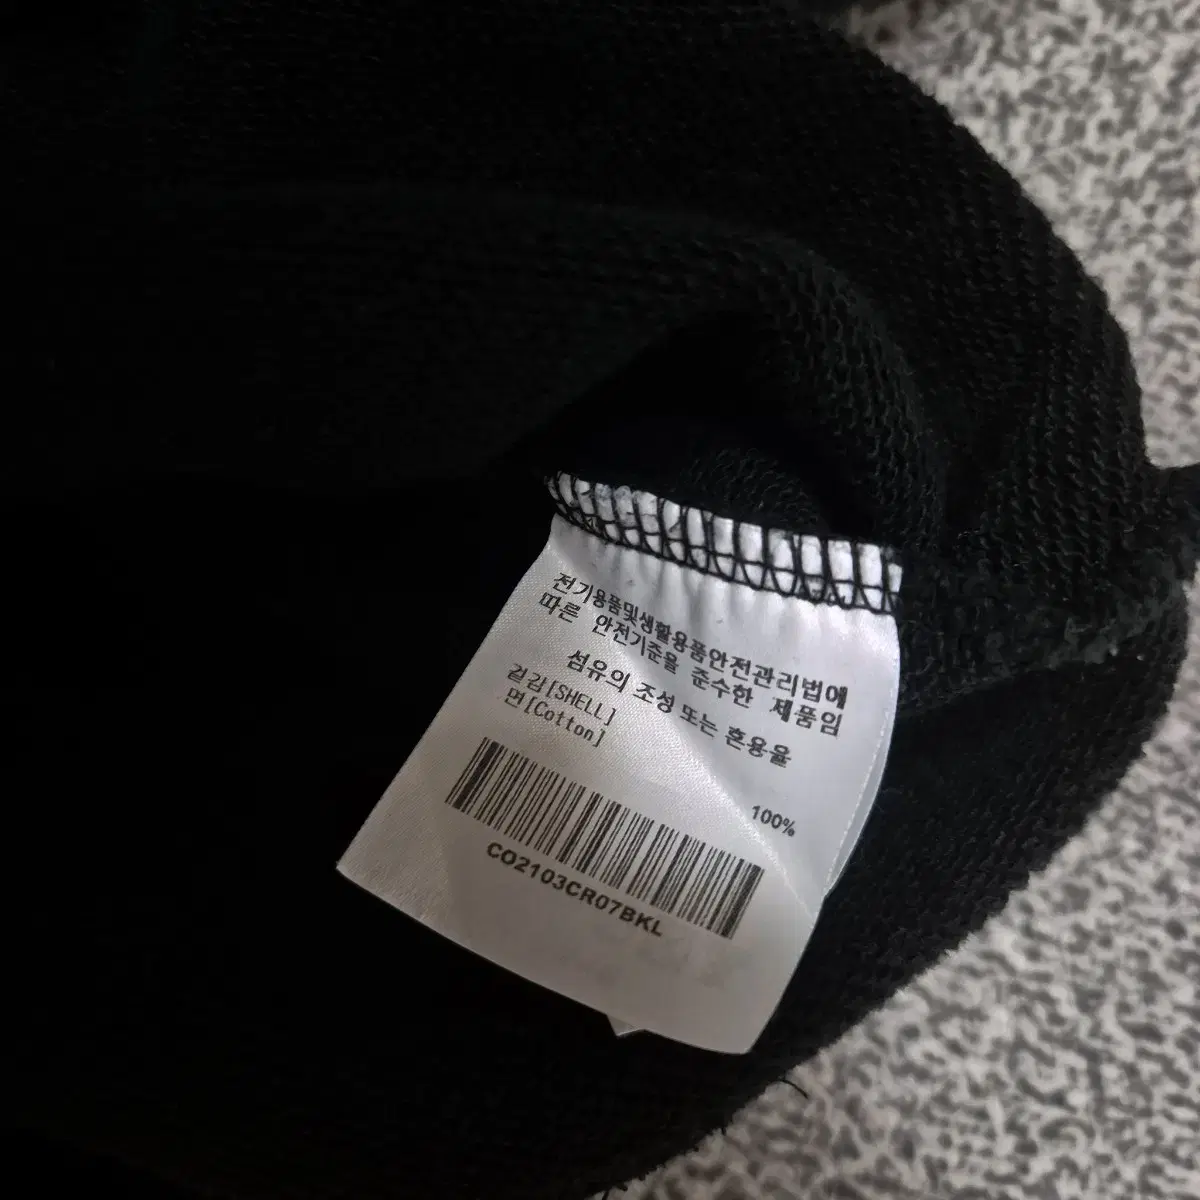 전기용품및생활용품안전관리법에
따른 안전기준을 준수한 제품임
섬유의 조성 또는 혼용율
겉감[SHELL]
면[Cotton]
100%
CO2103CR07BKL